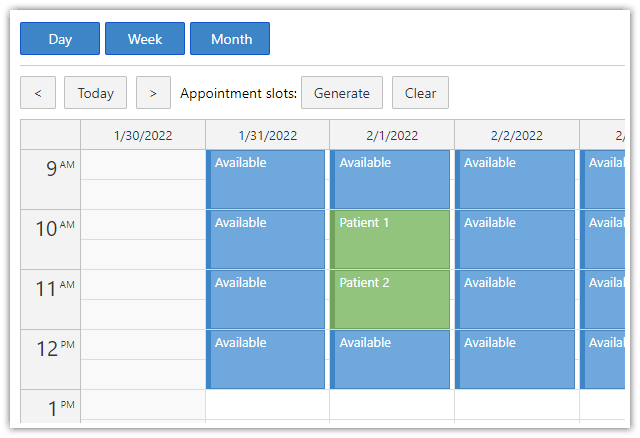 Day Week Month
< Today > Appointment slots: Generate Clear
1/30/2022 1/31/2022 2/1/2022 2/2/2022 2/
9 AM Available Available Available Availa
10 AM Available Patient 1 Available Availa
11 AM Available Patient 2 Available Availa
12 PM Available Available Available Availa
1 PM